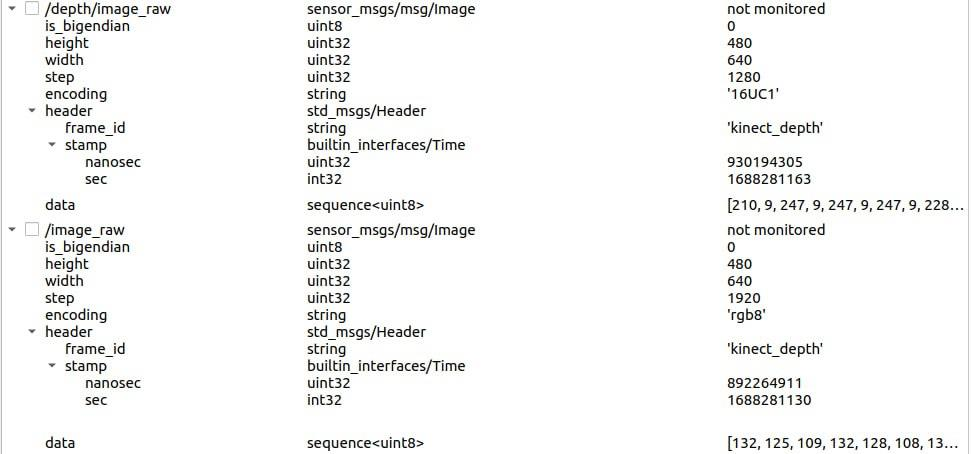 /depth/image_raw sensor_msgs/msg/Image not monitored
is_bigendian uint8 0
height uint32 480
width uint32 640
step uint32 1280
encoding string '16UC1'
header std_msgs/Header
frame_id string 'kinect_depth'
stamp builtin_interfaces/Time
nanosec uint32 930194305
sec int32 1688281163
data sequence<uint8> [210, 9, 247, 9, 247, 9, 247, 9, 228...
/image_raw sensor_msgs/msg/Image not monitored
is_bigendian uint8 0
height uint32 480
width uint32 640
step uint32 1920
encoding string 'rgb8'
header std_msgs/Header
frame_id string 'kinect_depth'
stamp builtin_interfaces/Time
nanosec uint32 892264911
sec int32 1688281130
data sequence<uint8> [132, 125, 109, 132, 128, 108, 13...